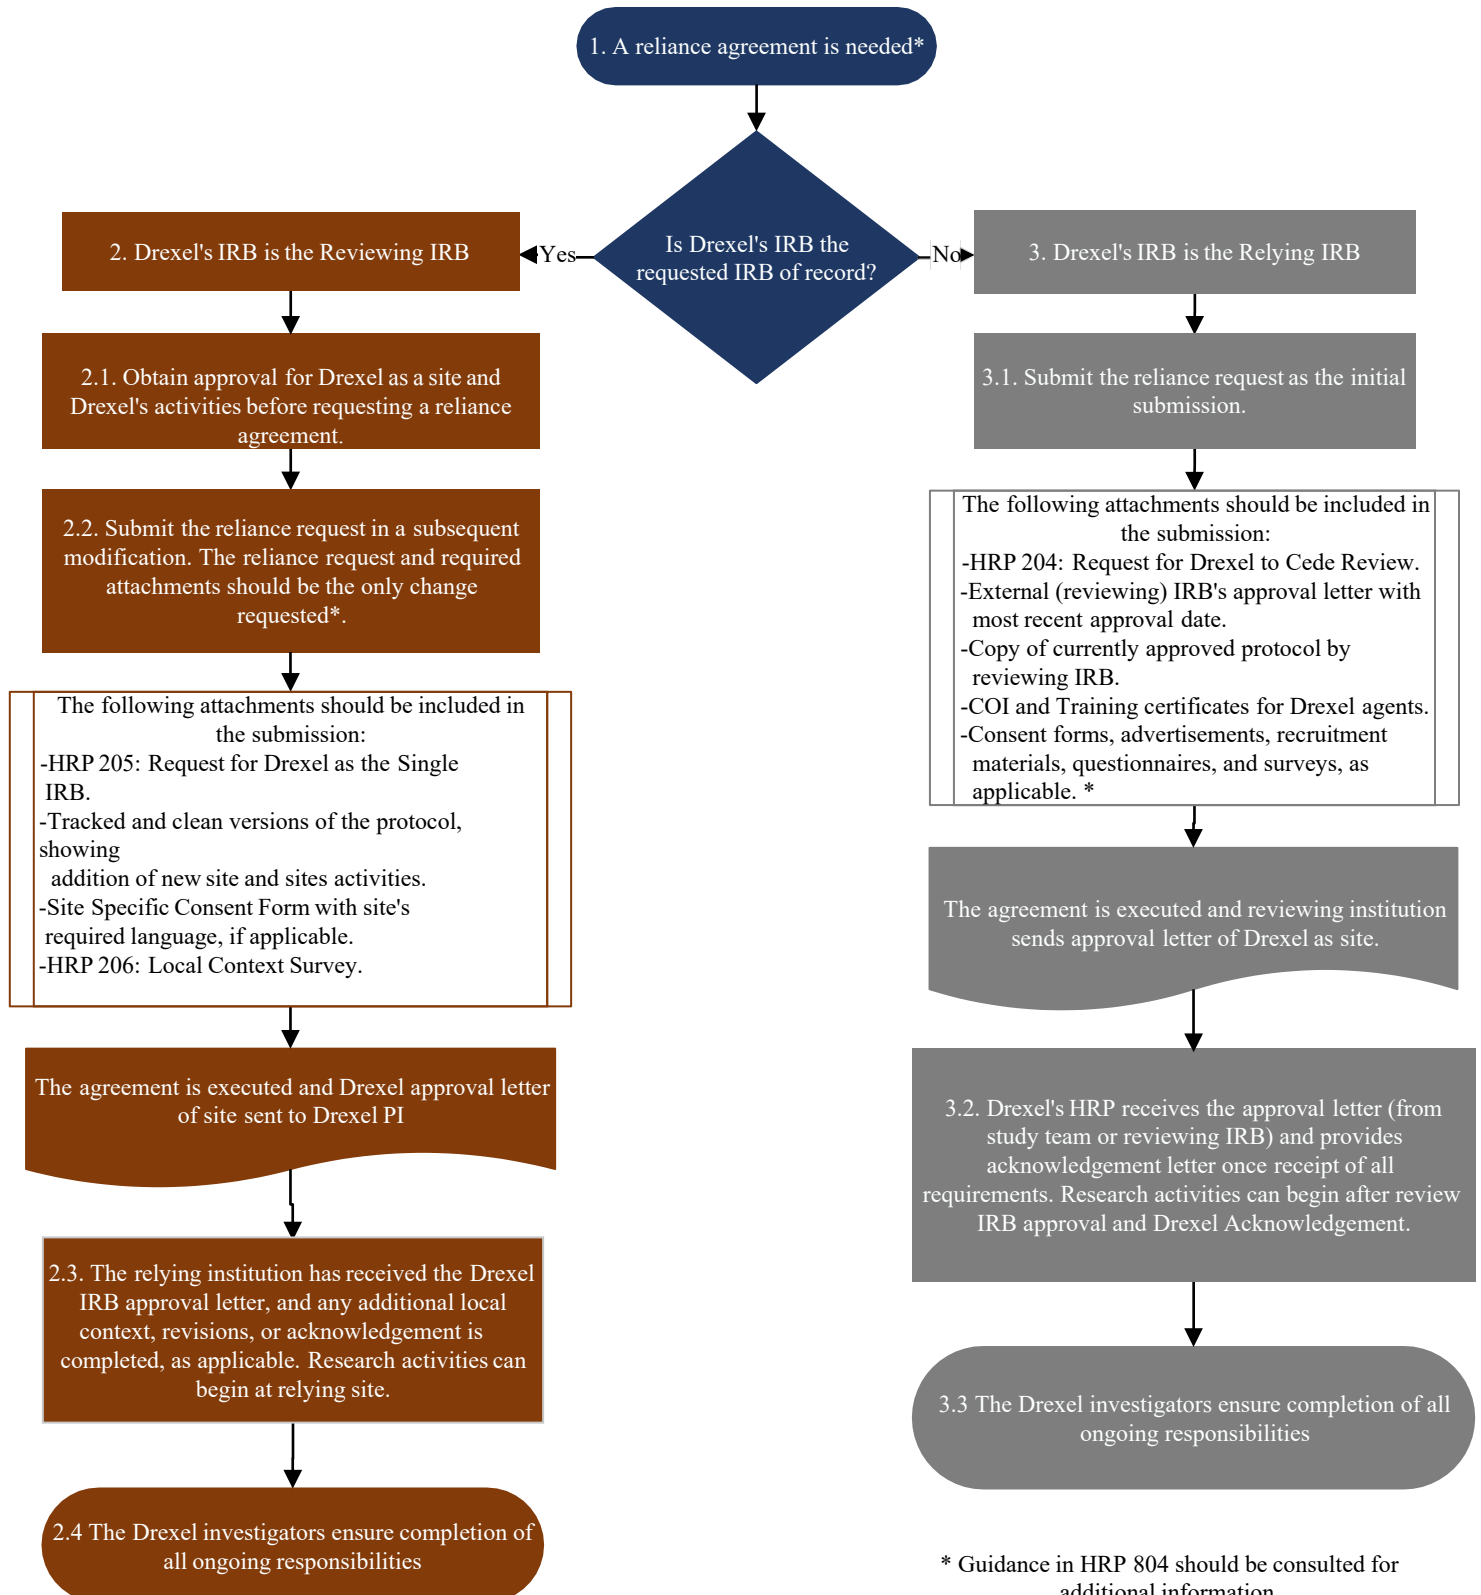 1. A reliance agreement is needed*
Is Drexel's IRB the
requested IRB of record?
Yes
No
2. Drexel's IRB is the Reviewing IRB
2.1. Obtain approval for Drexel as a site and
Drexel's activities before requesting a reliance
agreement.
2.2. Submit the reliance request in a subsequent
modification. The reliance request and required
attachments should be the only change
requested*.
The following attachments should be included in
the submission:
-HRP 205: Request for Drexel as the Single
IRB.
-Tracked and clean versions of the protocol,
showing
addition of new site and sites activities.
-Site Specific Consent Form with site's
required language, if applicable.
-HRP 206: Local Context Survey.
The agreement is executed and Drexel approval letter
of site sent to Drexel PI
2.3. The relying institution has received the Drexel
IRB approval letter, and any additional local
context, revisions, or acknowledgement is
completed, as applicable. Research activities can
begin at relying site.
2.4 The Drexel investigators ensure completion of
all ongoing responsibilities
3. Drexel's IRB is the Relying IRB
3.1. Submit the reliance request as the initial
submission.
The following attachments should be included in
the submission:
-HRP 204: Request for Drexel to Cede Review.
-External (reviewing) IRB's approval letter with
most recent approval date.
-Copy of currently approved protocol by
reviewing IRB.
-COI and Training certificates for Drexel agents.
-Consent forms, advertisements, recruitment
materials, questionnaires, and surveys, as
applicable. *
The agreement is executed and reviewing institution
sends approval letter of Drexel as site.
3.2. Drexel's HRP receives the approval letter (from
study team or reviewing IRB) and provides
acknowledgement letter once receipt of all
requirements. Research activities can begin after review
IRB approval and Drexel Acknowledgement.
3.3 The Drexel investigators ensure completion of all
ongoing responsibilities
* Guidance in HRP 804 should be consulted for
additional information